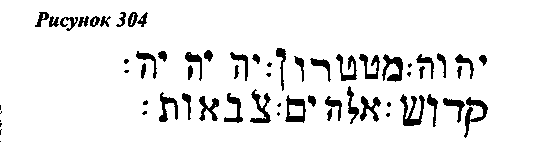 Рисунок 304
יהוה׃מטטרון׃יה יה יה׃
קדוש׃אלהים׃צבאות׃